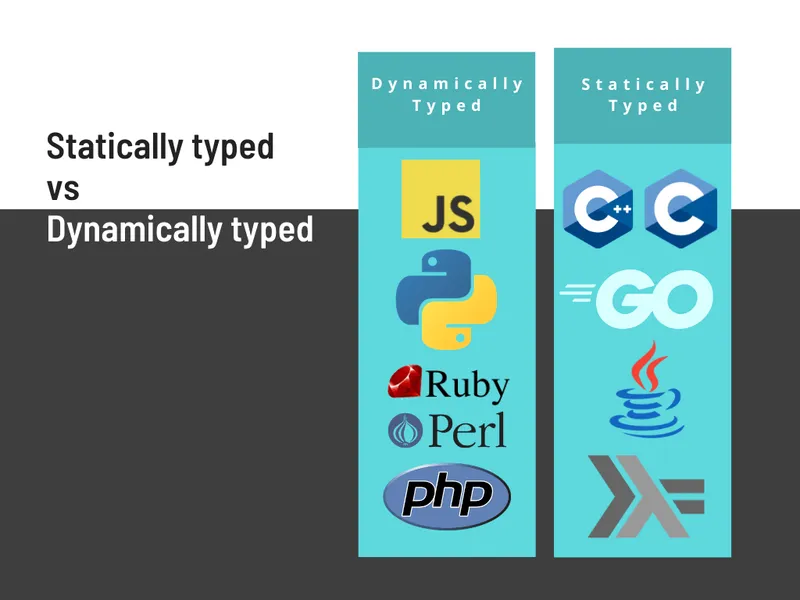 Statically typed
vs
Dynamically typed
Dynamically
Typed
JS
Ruby
Perl
php
Statically
Typed
C++
C
GO